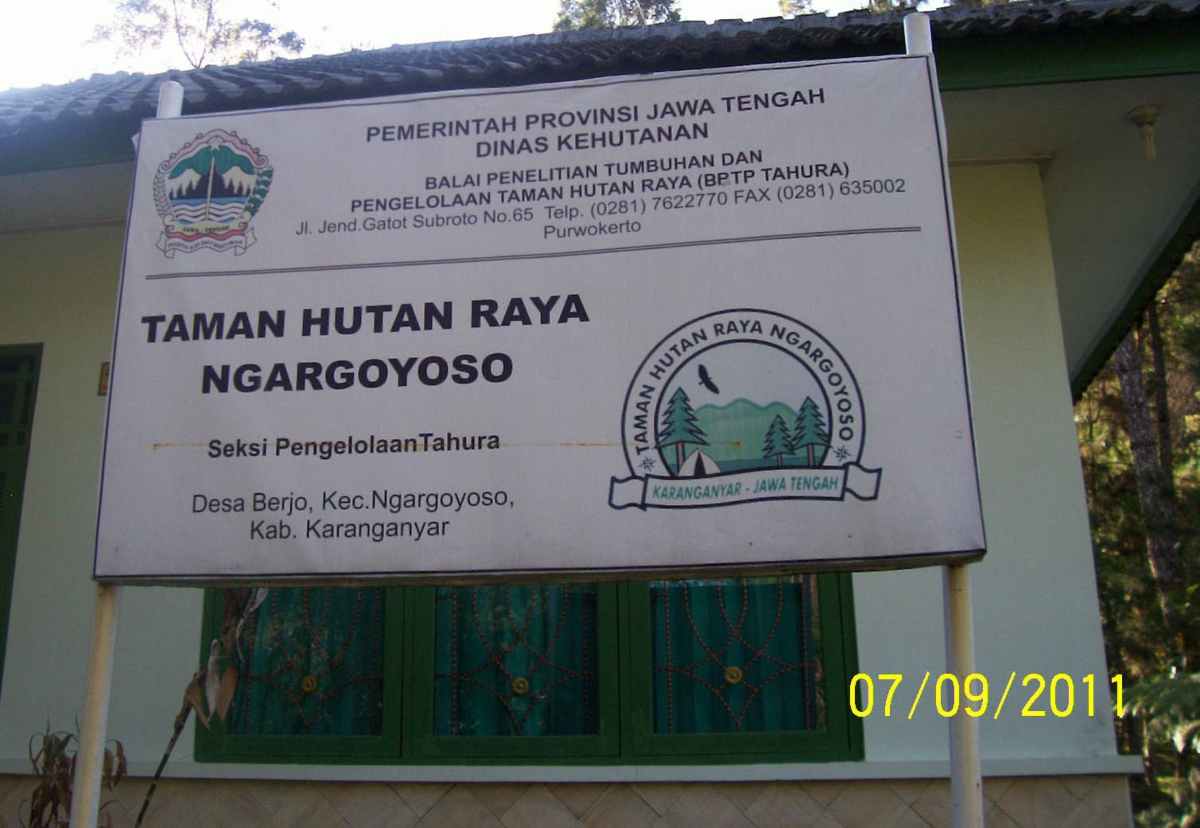 PEMERINTAH PROVINSI JAWA TENGAH
DINAS KEHUTANAN
BALAI PENELITIAN TUMBUHAN DAN
PENGELOLAAN TAMAN HUTAN RAYA (BPTP TAHURA)
Jl. Jend.Gatot Subroto No.65 Telp. (0281) 7622770 FAX (0281) 635002
Purwokerto
JAWA - TENGAH
TAMAN HUTAN RAYA
NGARGOYOSO
Seksi PengelolaanTahura
Desa Berjo, Kec.Ngargoyoso,
Kab. Karanganyar
TAMAN HUTAN RAYA NGARGOYOSO
KARANGANYAR - JAWA TENGAH
07/09/2011